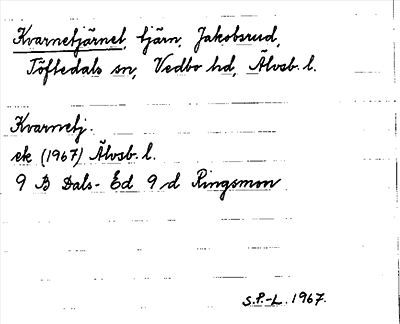 Kvarnetjärnet, tjärn, Jakobsrud,
Töftedals sn, Vedbo hd, Älvsb. l.
Kvarnetj.
ek (1967) Älvsb. l.
9 B Dals-Ed 9 d Ringsmon
S.P.-L. 1967.